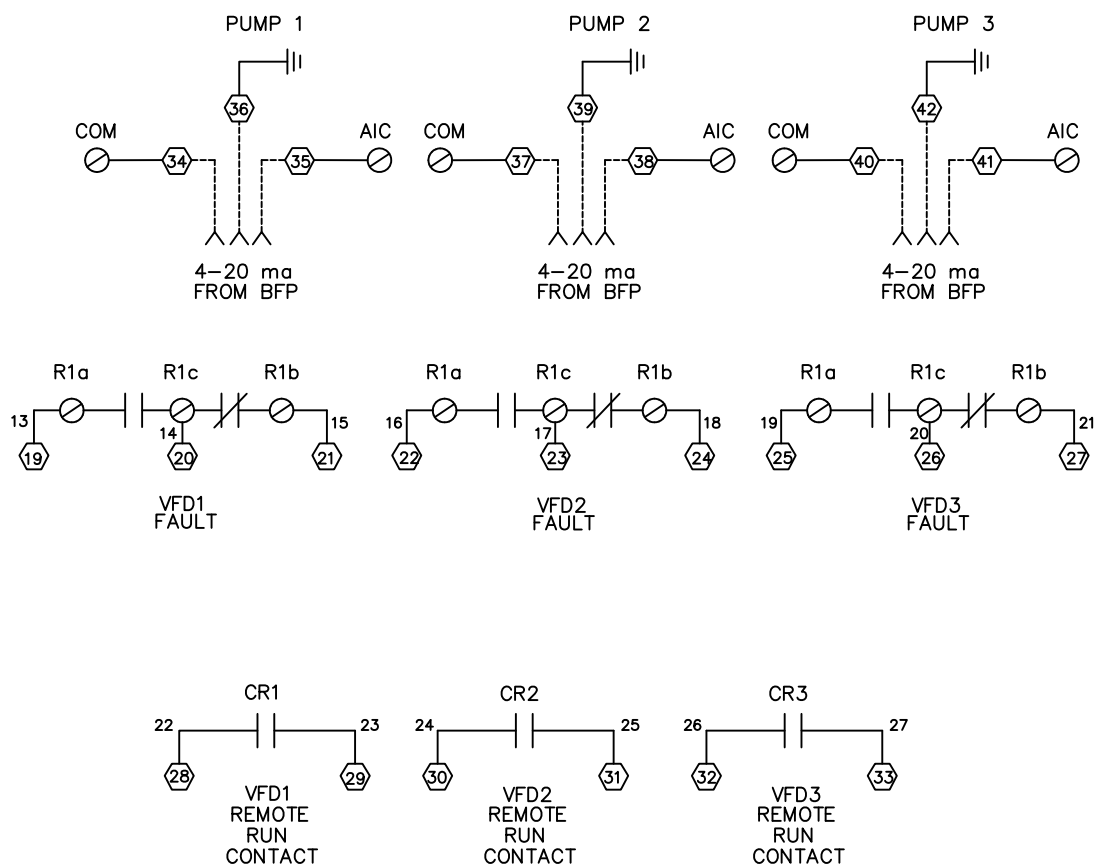 PUMP 1
PUMP 2
PUMP 3
36
39
42
COM
AIC
COM
AIC
COM
AIC
34
35
37
38
40
41
4-20 ma
FROM BFP
4-20 ma
FROM BFP
4-20 ma
FROM BFP
R1a
R1c
R1b
R1a
R1c
R1b
R1a
R1c
R1b
13
14
15
16
17
18
19
20
21
19
20
21
22
23
24
25
26
27
VFD1
FAULT
VFD2
FAULT
VFD3
FAULT
CR1
CR2
CR3
22
23
24
25
26
27
28
29
30
31
32
33
VFD1
REMOTE
RUN
CONTACT
VFD2
REMOTE
RUN
CONTACT
VFD3
REMOTE
RUN
CONTACT